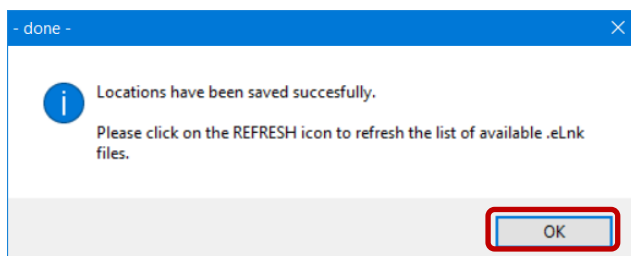 - done -
Locations have been saved succesfully.
Please click on the REFRESH icon to refresh the list of available .eLnk
files.
OK